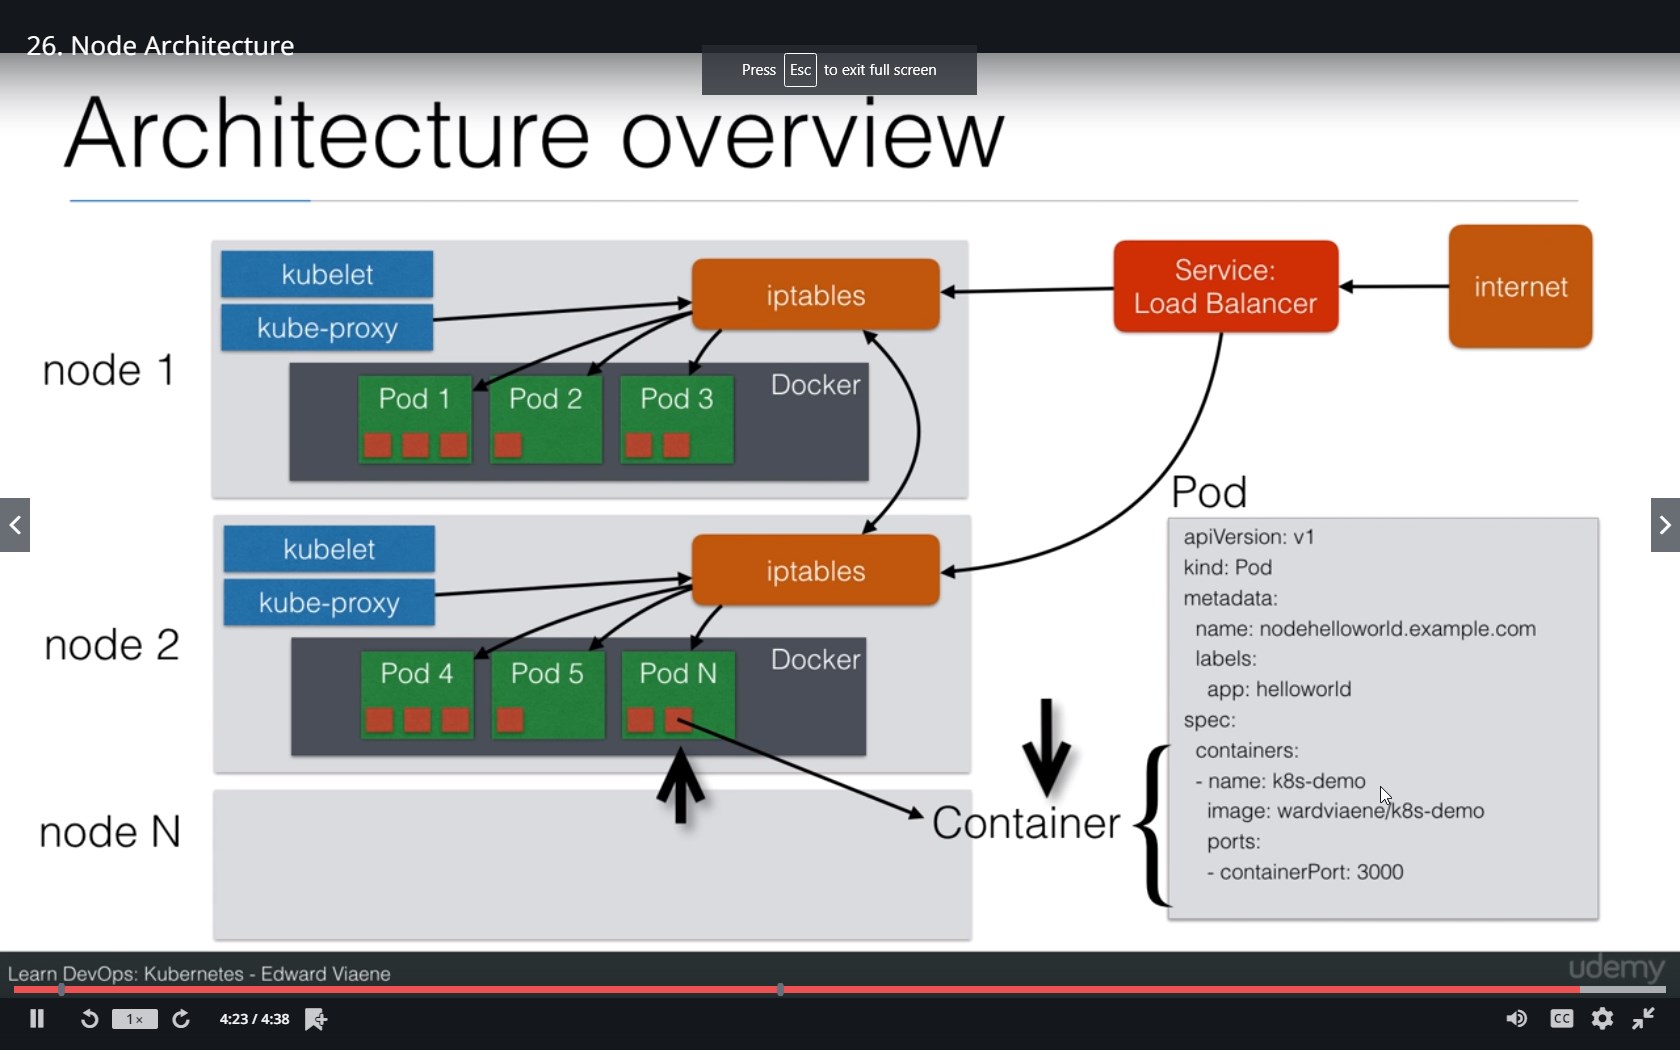 26. Node Architecture
Press Esc to exit full screen
Architecture overview
node 1
kubelet
kube-proxy
iptables
Service:
Load Balancer
internet
Docker
Pod 1
Pod 2
Pod 3
node 2
kubelet
kube-proxy
iptables
Docker
Pod 4
Pod 5
Pod N
node N
Container
Pod
apiVersion: v1
kind: Pod
metadata:
name: nodehelloworld.example.com
labels:
app: helloworld
spec:
containers:
- name: k8s-demo
image: wardviaene/k8s-demo
ports:
- containerPort: 3000
Learn DevOps: Kubernetes - Edward Viaene
udemy
1×
4:23 / 4:38
CC